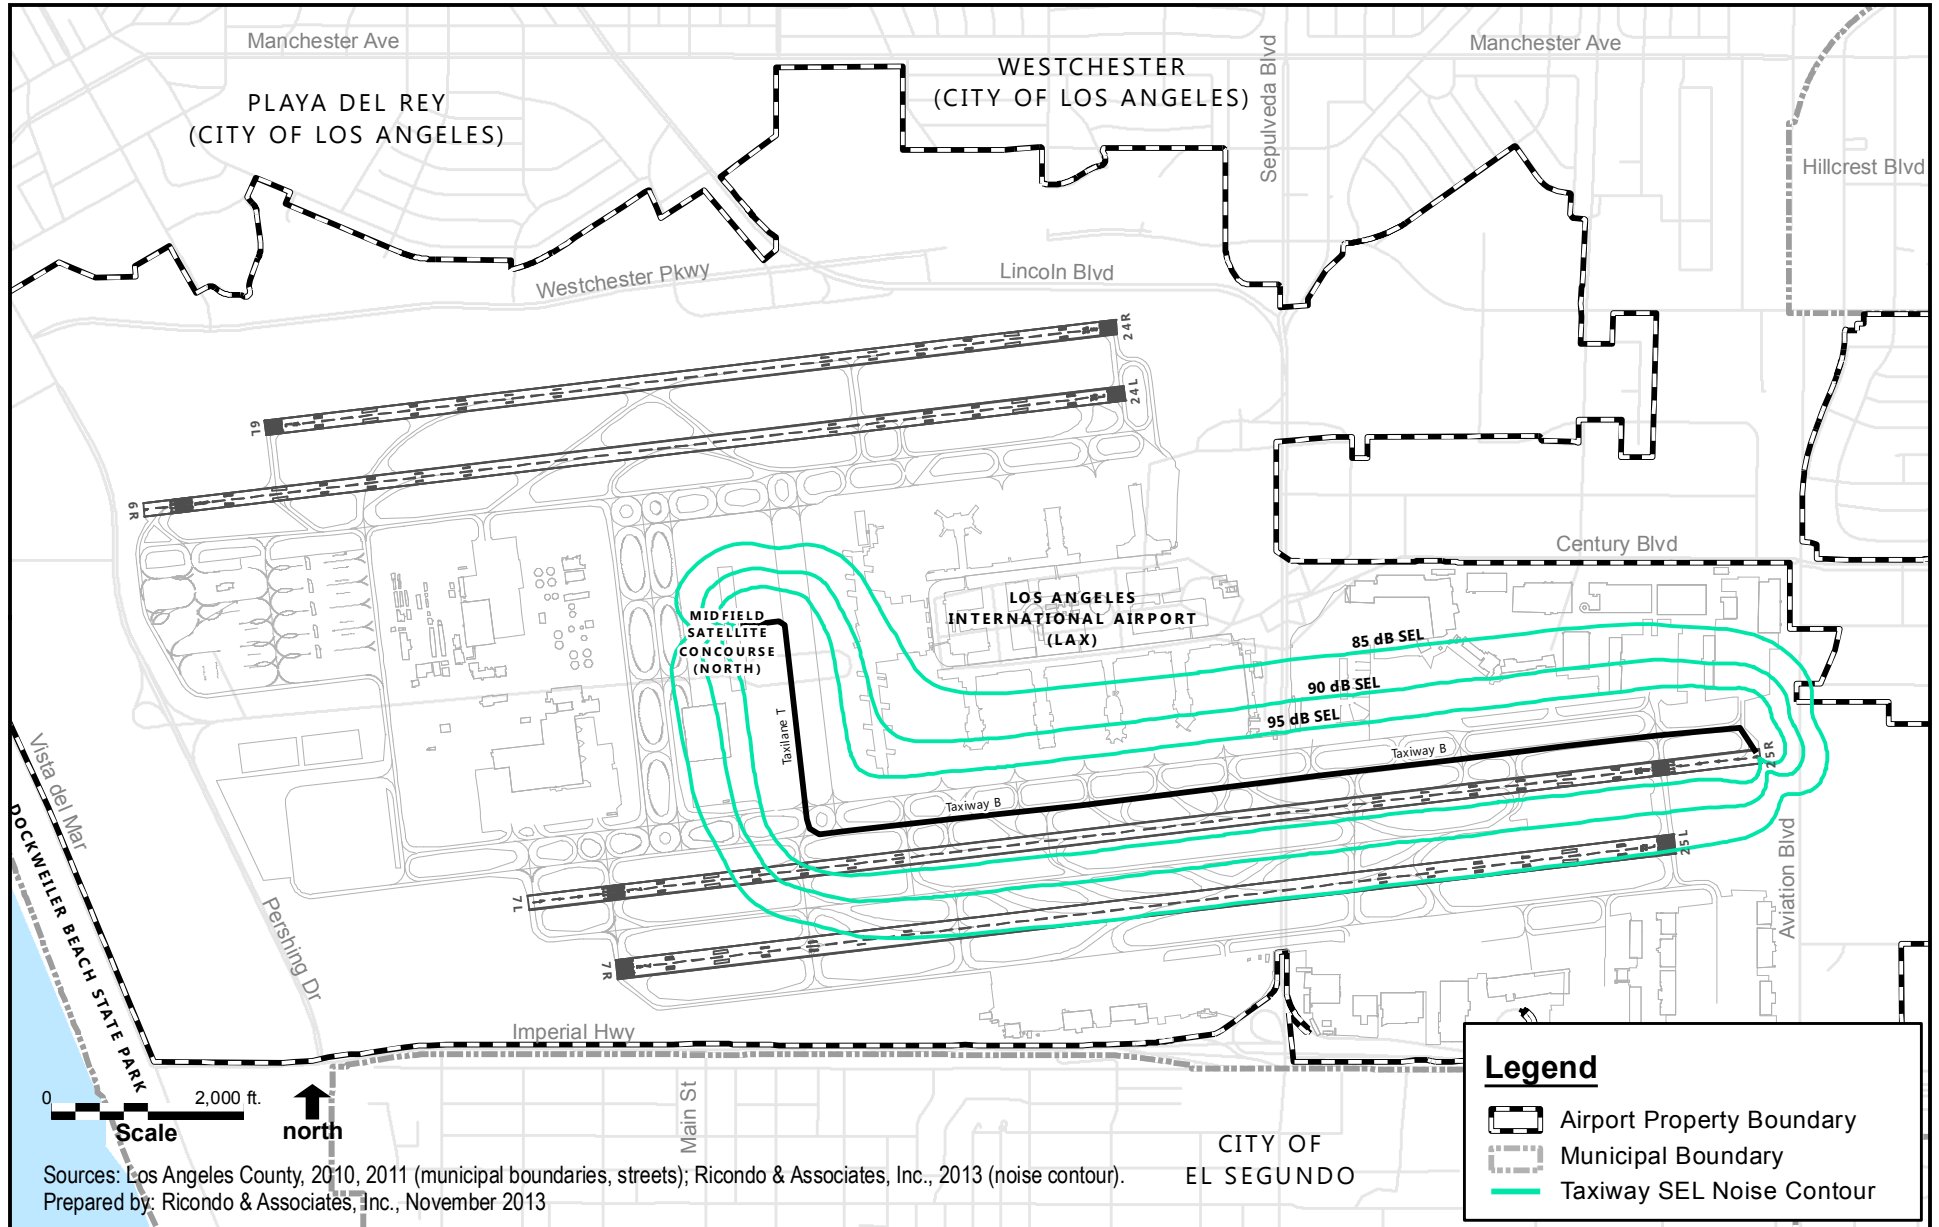 Manchester Ave
Manchester Ave
WESTCHESTER
(CITY OF LOS ANGELES)
Sepulveda Blvd
PLAYA DEL REY
(CITY OF LOS ANGELES)
Hillcrest Blvd
Westchester Pkwy
Lincoln Blvd
24R
24L
6L
6R
Century Blvd
MIDFIELD
SATELLITE
CONCOURSE
(NORTH)
LOS ANGELES
INTERNATIONAL AIRPORT
(LAX)
85 dB SEL
90 dB SEL
95 dB SEL
Taxilane T
Taxiway B
Taxiway B
25R
25L
7L
7R
Vista del Mar
DOCKWEILER BEACH STATE PARK
Pershing Dr
Aviation Blvd
Imperial Hwy
Main St
CITY OF
EL SEGUNDO
0
2,000 ft.
Scale
north
Legend
Airport Property Boundary
Municipal Boundary
Taxiway SEL Noise Contour
Sources: Los Angeles County, 2010, 2011 (municipal boundaries, streets); Ricondo & Associates, Inc., 2013 (noise contour).
Prepared by: Ricondo & Associates, Inc., November 2013